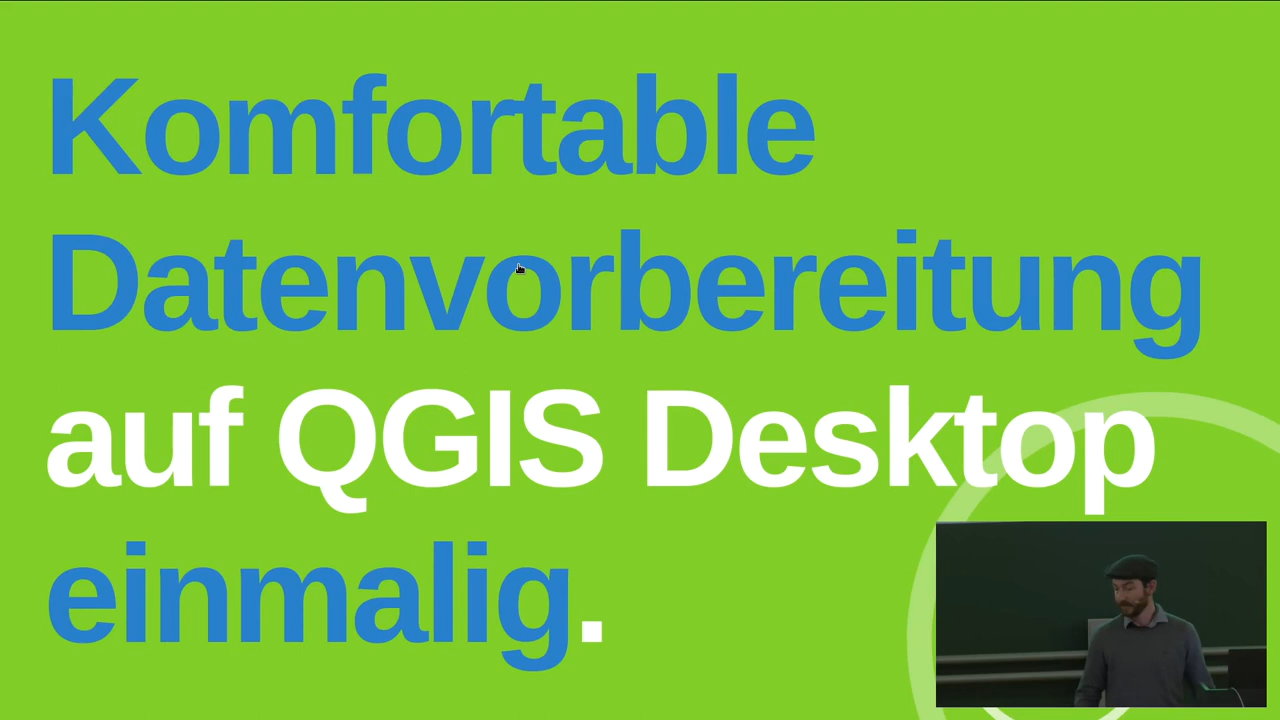 Komfortable
Datenvorbereitung
auf QGIS Desktop
einmalig.